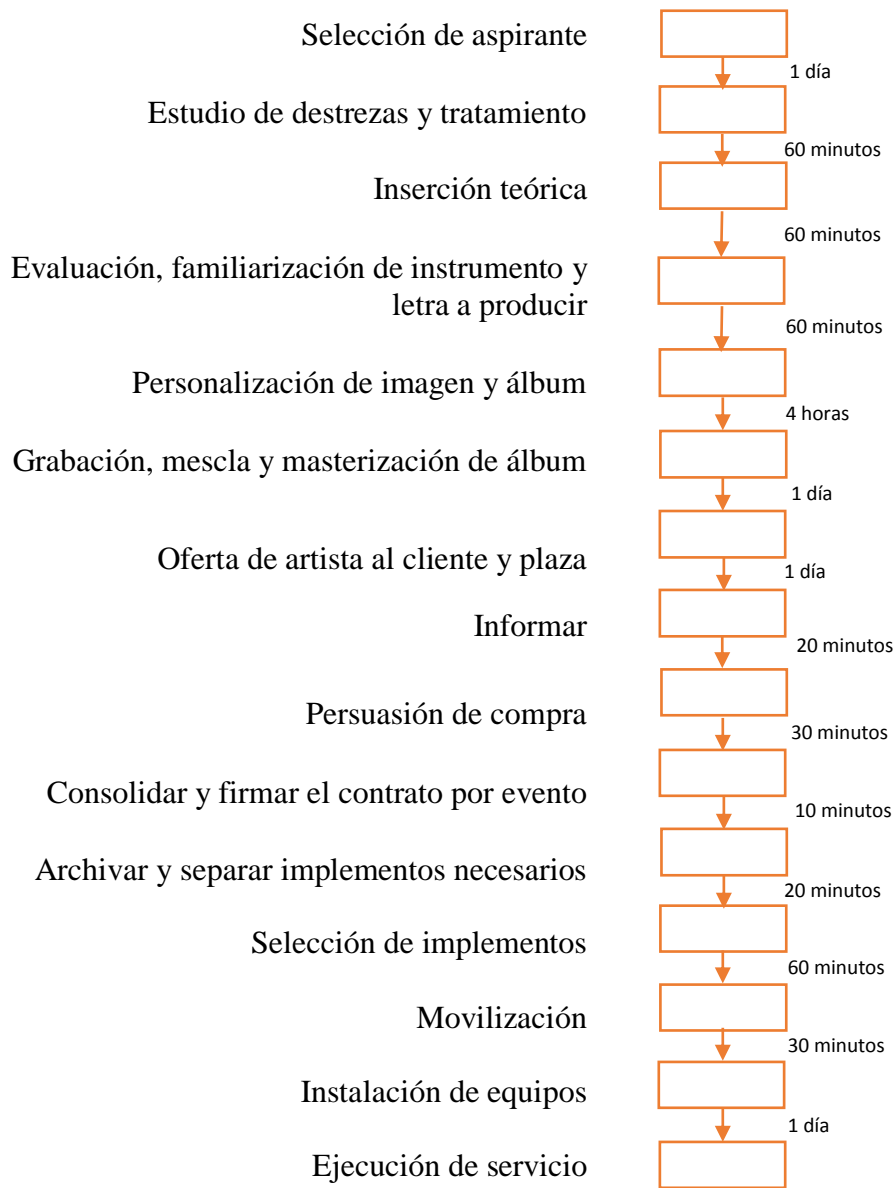 Selección de aspirante
1 día
Estudio de destrezas y tratamiento
60 minutos
Inserción teórica
60 minutos
Evaluación, familiarización de instrumento y
letra a producir
60 minutos
Personalización de imagen y álbum
4 horas
Grabación, mescla y masterización de álbum
1 día
Oferta de artista al cliente y plaza
1 día
Informar
20 minutos
Persuasión de compra
30 minutos
Consolidar y firmar el contrato por evento
10 minutos
Archivar y separar implementos necesarios
20 minutos
Selección de implementos
60 minutos
Movilización
30 minutos
Instalación de equipos
1 día
Ejecución de servicio